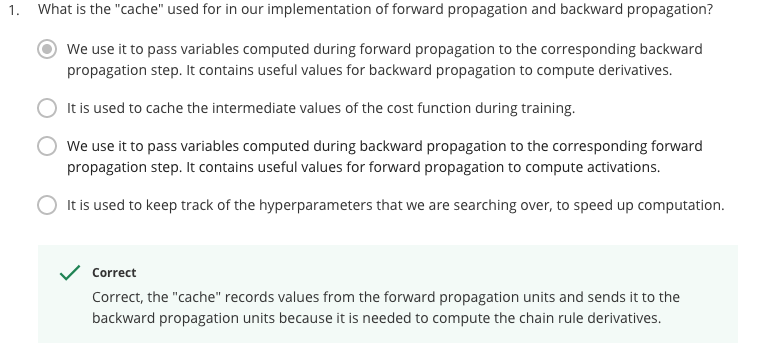 1. What is the "cache" used for in our implementation of forward propagation and backward propagation?
We use it to pass variables computed during forward propagation to the corresponding backward
propagation step. It contains useful values for backward propagation to compute derivatives.
It is used to cache the intermediate values of the cost function during training.
We use it to pass variables computed during backward propagation to the corresponding forward
propagation step. It contains useful values for forward propagation to compute activations.
It is used to keep track of the hyperparameters that we are searching over, to speed up computation.
Correct
Correct, the "cache" records values from the forward propagation units and sends it to the
backward propagation units because it is needed to compute the chain rule derivatives.